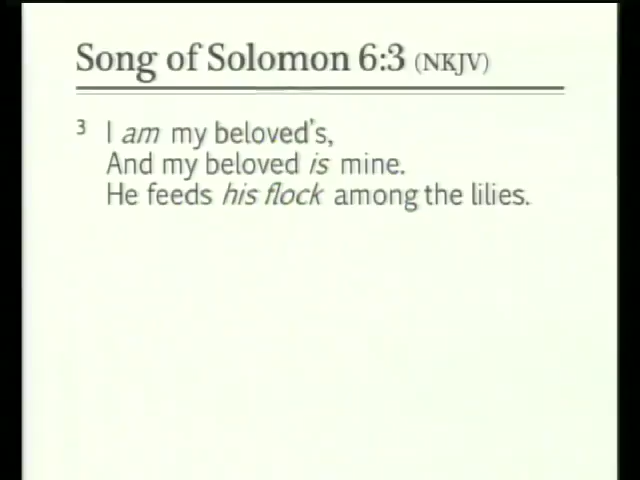 Song of Solomon 6:3 (NKJV)
3 I am my beloved's,
And my beloved is mine.
He feeds his flock among the lilies.